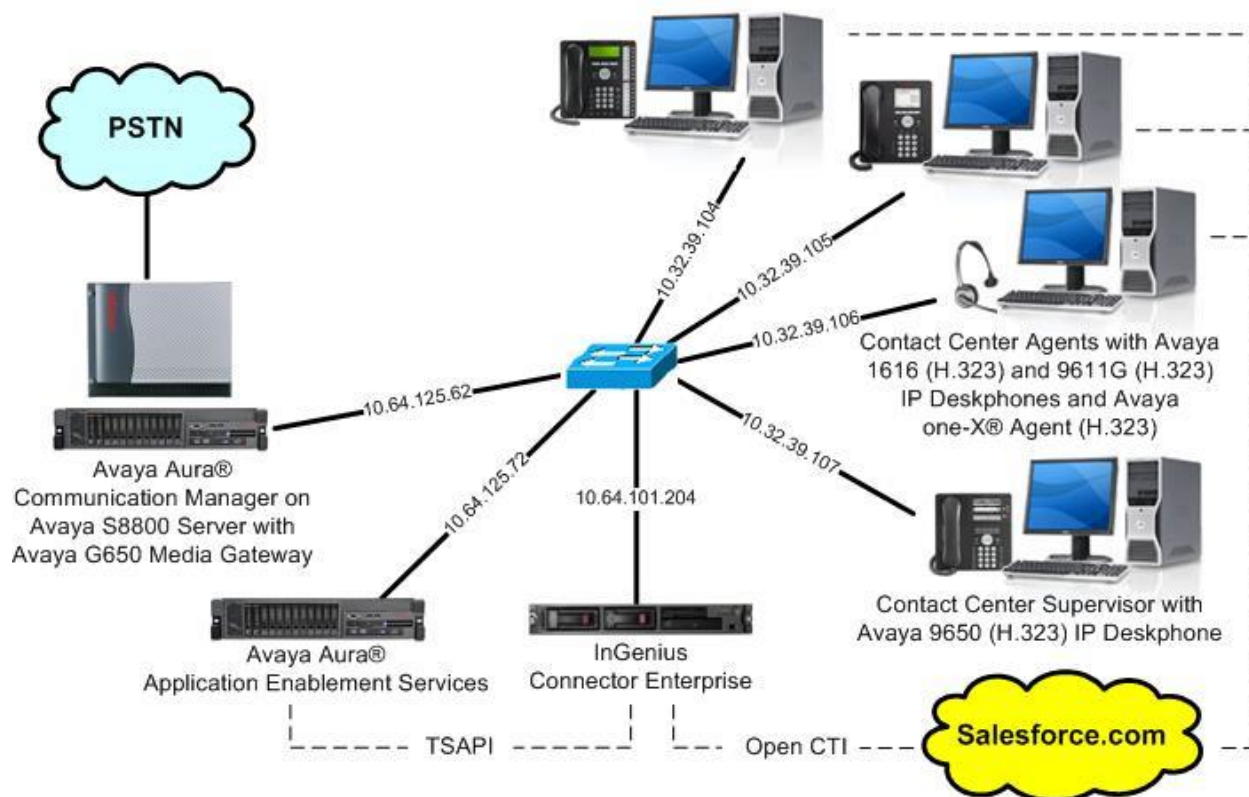 PSTN
10.32.39.104
10.32.39.105
10.32.39.106
Contact Center Agents with Avaya
1616 (H.323) and 9611G (H.323)
IP Deskphones and Avaya
one-X® Agent (H.323)
10.64.125.62
10.32.39.107
Avaya Aura®
Communication Manager on
Avaya S8800 Server with
Avaya G650 Media Gateway
10.64.125.72
10.64.101.204
Contact Center Supervisor with
Avaya 9650 (H.323) IP Deskphone
Avaya Aura®
Application Enablement Services
InGenius
Connector Enterprise
TSAPI
Open CTI
Salesforce.com